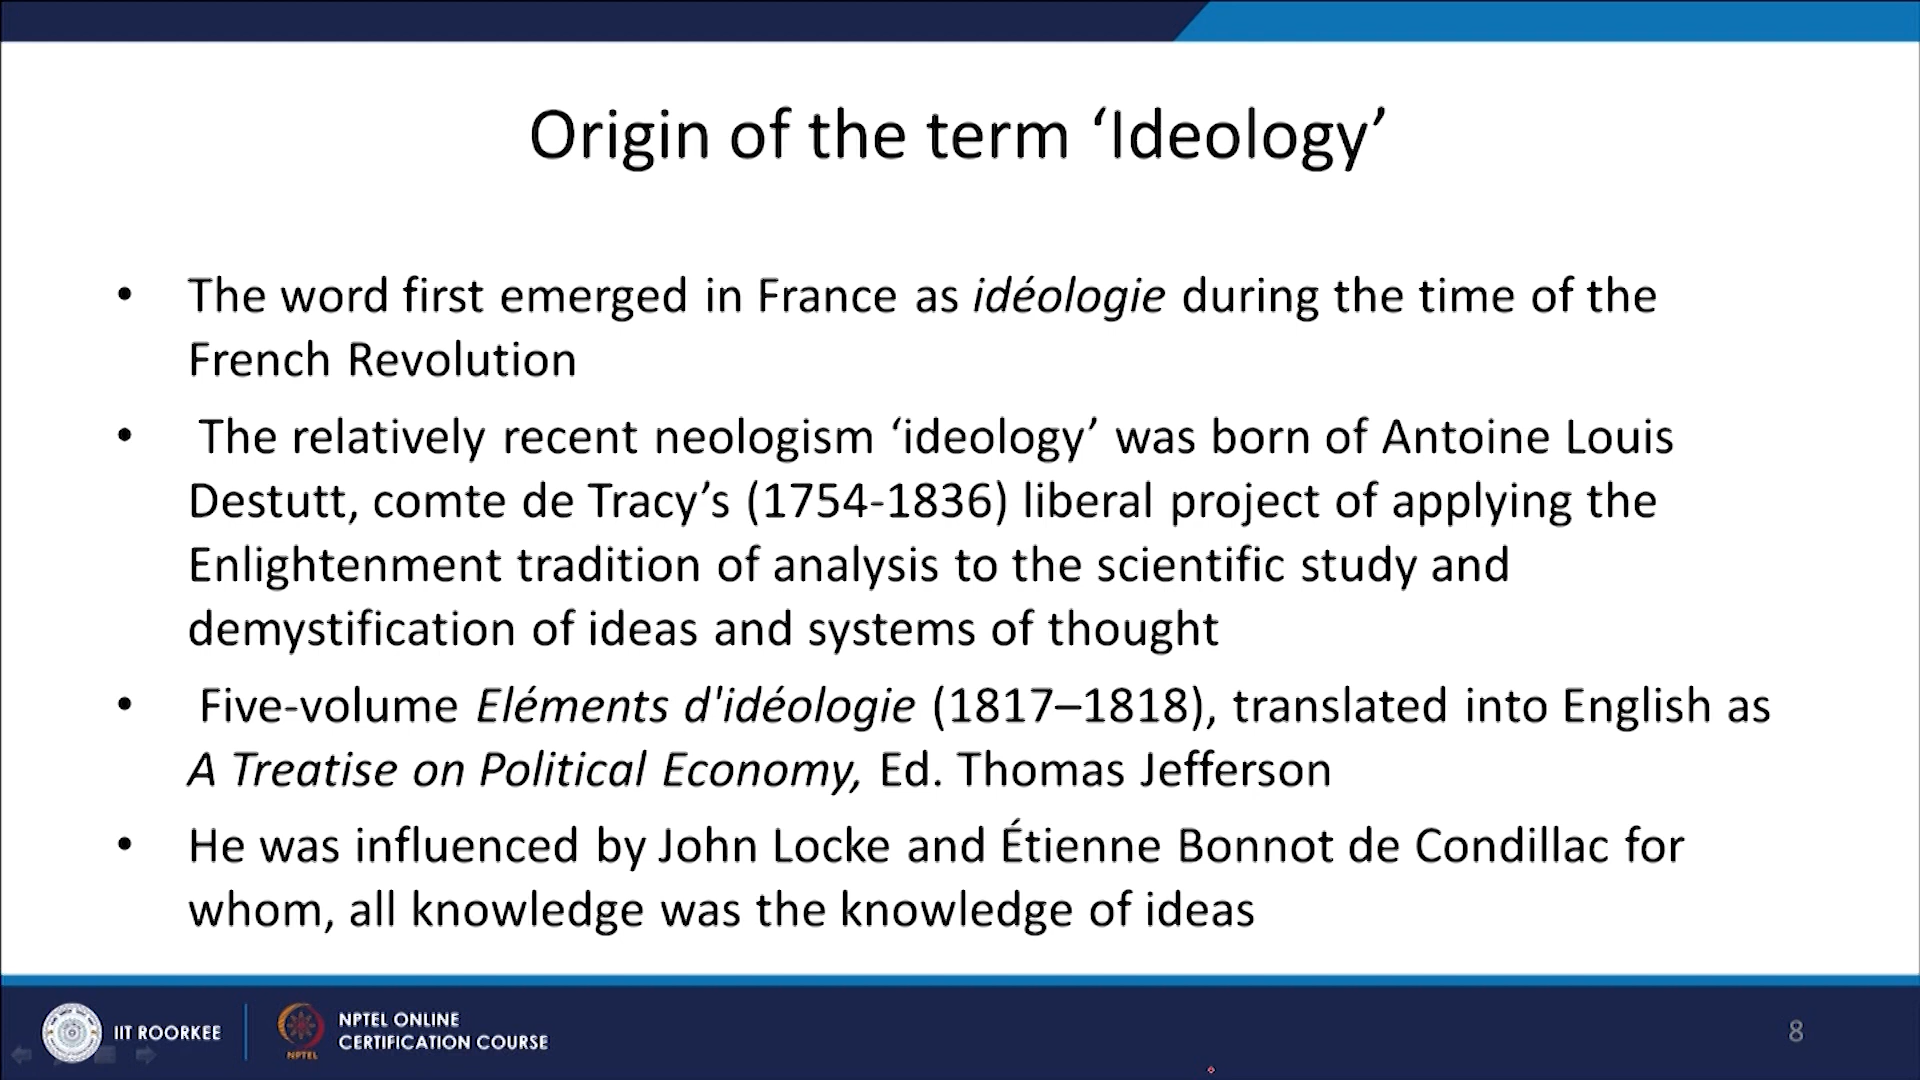 Origin of the term ‘Ideology’
• The word first emerged in France as idéologie during the time of the
French Revolution
• The relatively recent neologism ‘ideology’ was born of Antoine Louis
Destutt, comte de Tracy’s (1754-1836) liberal project of applying the
Enlightenment tradition of analysis to the scientific study and
demystification of ideas and systems of thought
• Five-volume Eléments d'idéologie (1817–1818), translated into English as
A Treatise on Political Economy, Ed. Thomas Jefferson
• He was influenced by John Locke and Étienne Bonnot de Condillac for
whom, all knowledge was the knowledge of ideas
IIT ROORKEE
NPTEL
NPTEL ONLINE
CERTIFICATION COURSE
8